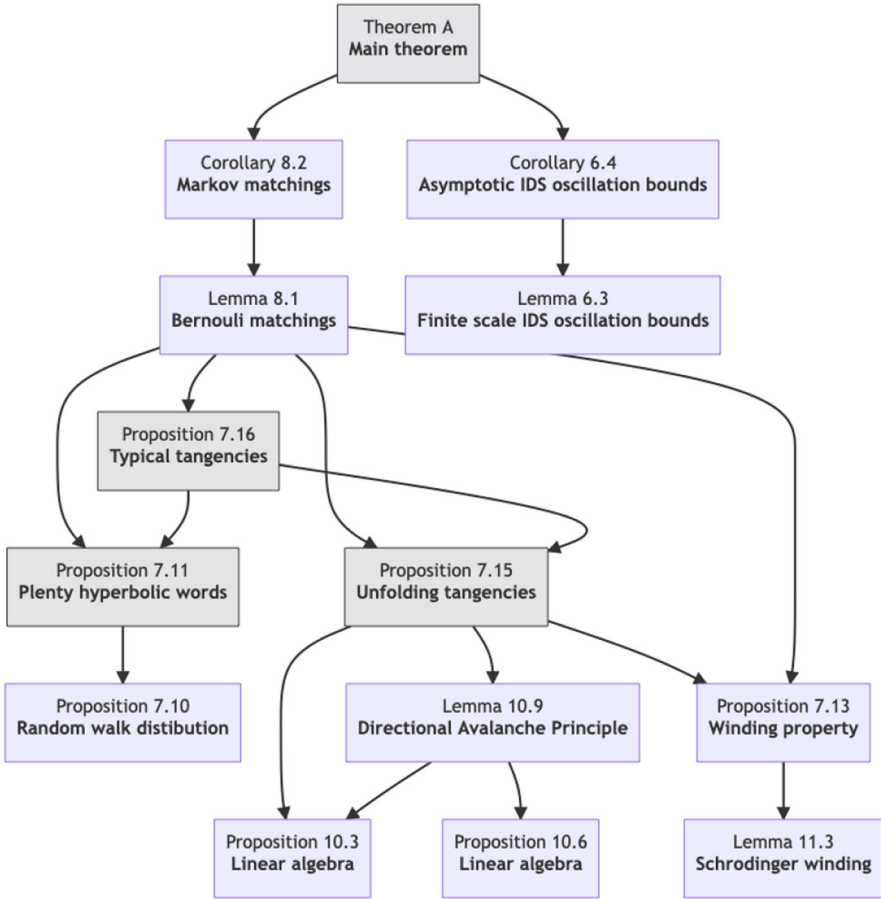 Theorem A
Main theorem
Corollary 8.2
Markov matchings
Corollary 6.4
Asymptotic IDS oscillation bounds
Lemma 8.1
Bernouli matchings
Lemma 6.3
Finite scale IDS oscillation bounds
Proposition 7.16
Typical tangencies
Proposition 7.11
Plenty hyperbolic words
Proposition 7.15
Unfolding tangencies
Proposition 7.10
Random walk distibution
Lemma 10.9
Directional Avalanche Principle
Proposition 7.13
Winding property
Proposition 10.3
Linear algebra
Proposition 10.6
Linear algebra
Lemma 11.3
Schrodinger winding